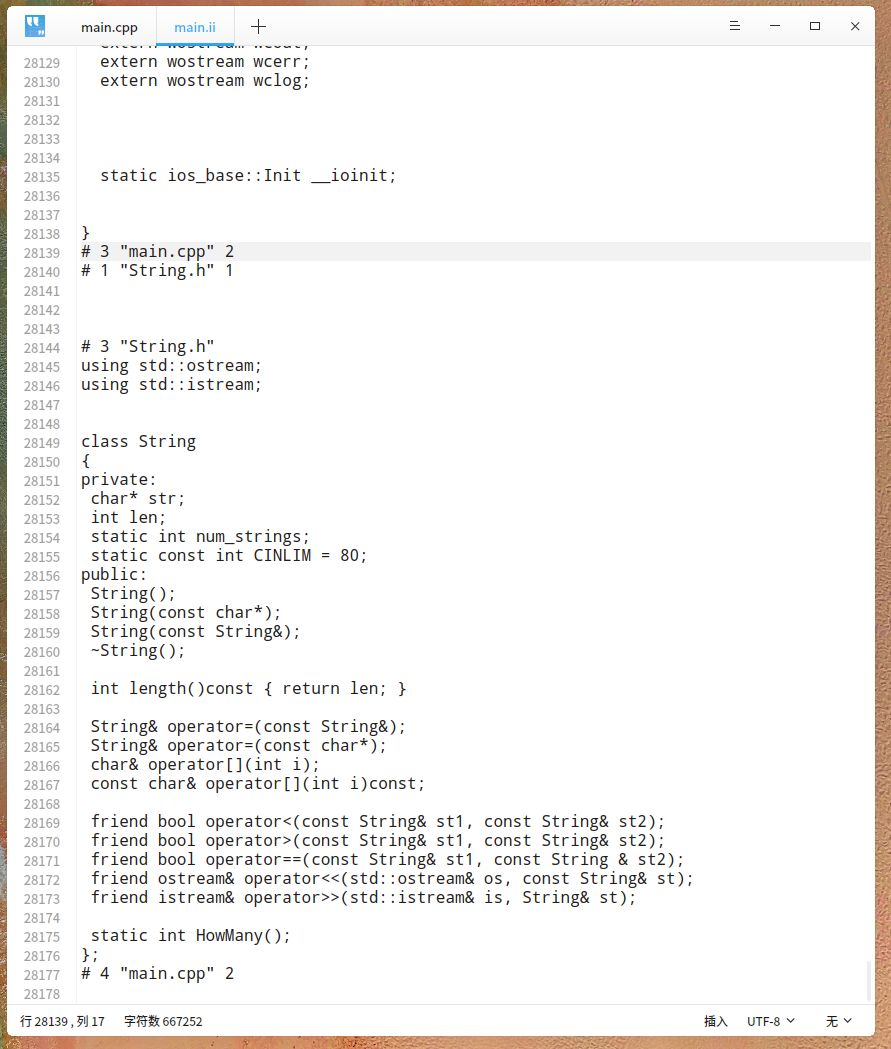 main.cpp main.ii
extern wostream wcout;
28129 extern wostream wcerr;
28130 extern wostream wclog;
28131
28132
28133
28134
28135 static ios_base::Init __ioinit;
28136
28137
28138 }
28139 # 3 "main.cpp" 2
28140 # 1 "String.h" 1
28141
28142
28143
28144 # 3 "String.h"
28145 using std::ostream;
28146 using std::istream;
28147
28148
28149 class String
28150 {
28151 private:
28152 char* str;
28153 int len;
28154 static int num_strings;
28155 static const int CINLIM = 80;
28156 public:
28157 String();
28158 String(const char*);
28159 String(const String&);
28160 ~String();
28161
28162 int length()const { return len; }
28163
28164 String& operator=(const String&);
28165 String& operator=(const char*);
28166 char& operator[](int i);
28167 const char& operator[](int i)const;
28168
28169 friend bool operator<(const String& st1, const String& st2);
28170 friend bool operator>(const String& st1, const String& st2);
28171 friend bool operator==(const String& st1, const String & st2);
28172 friend ostream& operator<<(std::ostream& os, const String& st);
28173 friend istream& operator>>(std::istream& is, String& st);
28174
28175 static int HowMany();
28176 };
28177 # 4 "main.cpp" 2
28178
行 28139 , 列 17 字符数 667252 插入 UTF-8 无